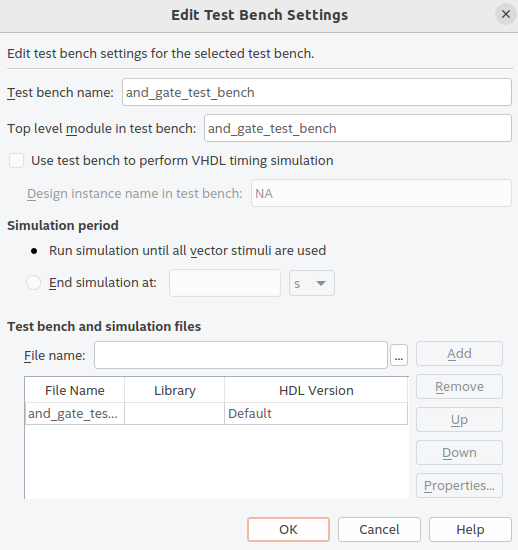 Edit Test Bench Settings
Edit test bench settings for the selected test bench.
Test bench name: and_gate_test_bench
Top level module in test bench: and_gate_test_bench
Use test bench to perform VHDL timing simulation
Design instance name in test bench: NA
Simulation period
Run simulation until all vector stimuli are used
End simulation at: s
Test bench and simulation files
File name: ... Add
File Name Library HDL Version Remove
and_gate_tes... Default Up
Down
Properties...
OK Cancel Help